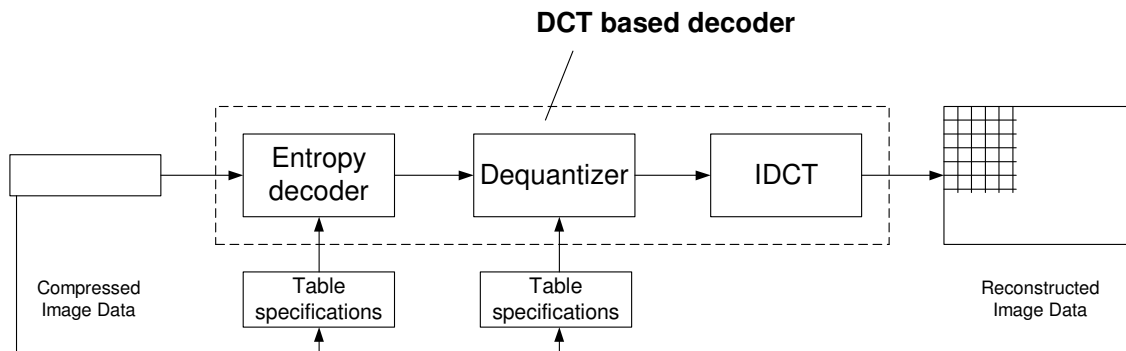 DCT based decoder
Entropy
decoder
Dequantizer
IDCT
Table
specifications
Table
specifications
Compressed
Image Data
Reconstructed
Image Data